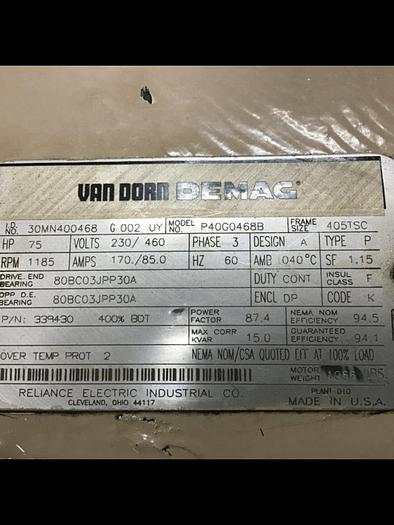 VAN DORN DEMAG
I.D. NO. 30MN400468 G 002 UY MODEL NO. P40G0468B FRAME SIZE 405TSC
HP 75 VOLTS 230/ 460 PHASE 3 DESIGN A TYPE P
RPM 1185 AMPS 170./85.0 HZ 60 AMB 040°C SF 1.15
DRIVE END BEARING 80BC03JPP30A DUTY CONT INSUL CLASS F
OPP D.E. BEARING 80BC03JPP30A ENCL DP CODE K
P/N: 339430 400% BDT POWER FACTOR 87.4 NEMA NOM EFFICIENCY 94.5
MAX CORR KVAR 15.0 GUARANTEED EFFICIENCY 94.1
OVER TEMP PROT 2 NEMA NOM/CSA QUOTED EFF AT 100% LOAD
MOTOR WEIGHT LBS.
RELIANCE ELECTRIC INDUSTRIAL CO. PLANT D10
CLEVELAND, OHIO 44117 MADE IN U.S.A.